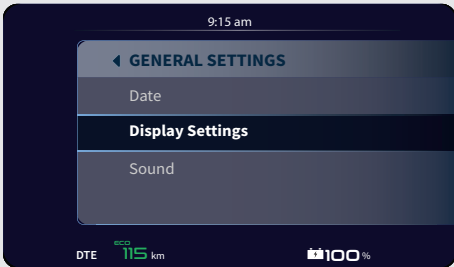 9:15 am
GENERAL SETTINGS
Date
Display Settings
Sound
DTE ECO 115 km 100 %